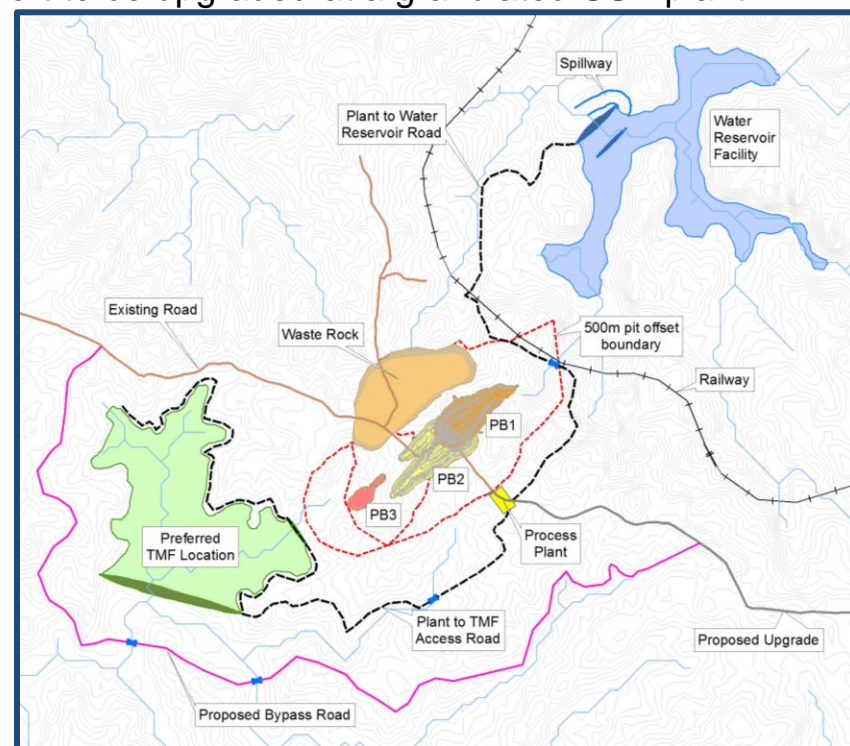 Spillway
Plant to Water
Reservoir Road
Water
Reservoir
Facility
Existing Road
Waste Rock
500m pit offset
boundary
Railway
PB1
PB2
PB3
Preferred
TMF Location
Process
Plant
Plant to TMF
Access Road
Proposed Upgrade
Proposed Bypass Road